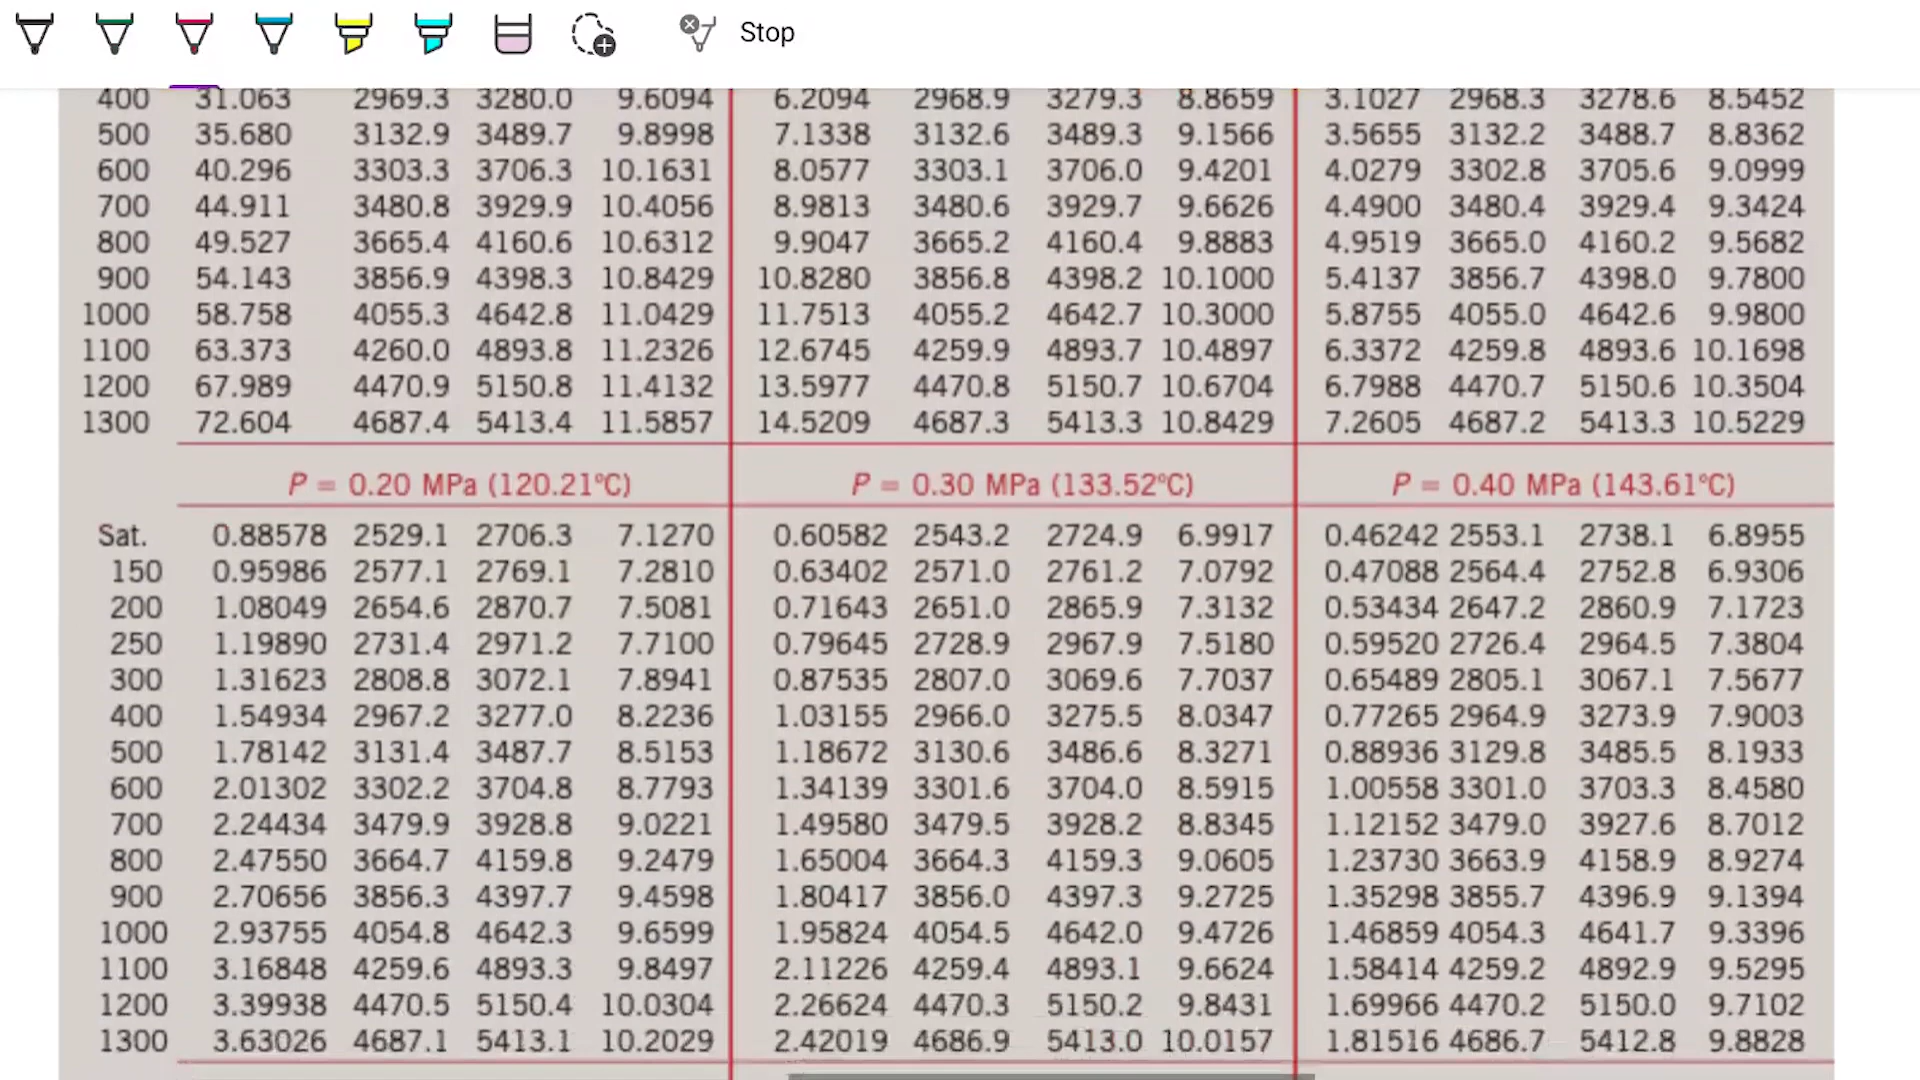 Stop
400 31.063 2969.3 3280.0 9.6094 6.2094 2968.9 3279.3 8.8659 3.1027 2968.3 3278.6 8.5452
500 35.680 3132.9 3489.7 9.8998 7.1338 3132.6 3489.3 9.1566 3.5655 3132.2 3488.7 8.8362
600 40.296 3303.3 3706.3 10.1631 8.0577 3303.1 3706.0 9.4201 4.0279 3302.8 3705.6 9.0999
700 44.911 3480.8 3929.9 10.4056 8.9813 3480.6 3929.7 9.6626 4.4900 3480.4 3929.4 9.3424
800 49.527 3665.4 4160.6 10.6312 9.9047 3665.2 4160.4 9.8883 4.9519 3665.0 4160.2 9.5682
900 54.143 3856.9 4398.3 10.8429 10.8280 3856.8 4398.2 10.1000 5.4137 3856.7 4398.0 9.7800
1000 58.758 4055.3 4642.8 11.0429 11.7513 4055.2 4642.7 10.3000 5.8755 4055.0 4642.6 9.9800
1100 63.373 4260.0 4893.8 11.2326 12.6745 4259.9 4893.7 10.4897 6.3372 4259.8 4893.6 10.1698
1200 67.989 4470.9 5150.8 11.4132 13.5977 4470.8 5150.7 10.6704 6.7988 4470.7 5150.6 10.3504
1300 72.604 4687.4 5413.4 11.5857 14.5209 4687.3 5413.3 10.8429 7.2605 4687.2 5413.3 10.5229
P = 0.20 MPa (120.21°C) P = 0.30 MPa (133.52°C) P = 0.40 MPa (143.61°C)
Sat. 0.88578 2529.1 2706.3 7.1270 0.60582 2543.2 2724.9 6.9917 0.46242 2553.1 2738.1 6.8955
150 0.95986 2577.1 2769.1 7.2810 0.63402 2571.0 2761.2 7.0792 0.47088 2564.4 2752.8 6.9306
200 1.08049 2654.6 2870.7 7.5081 0.71643 2651.0 2865.9 7.3132 0.53434 2647.2 2860.9 7.1723
250 1.19890 2731.4 2971.2 7.7100 0.79645 2728.9 2967.9 7.5180 0.59520 2726.4 2964.5 7.3804
300 1.31623 2808.8 3072.1 7.8941 0.87535 2807.0 3069.6 7.7037 0.65489 2805.1 3067.1 7.5677
400 1.54934 2967.2 3277.0 8.2236 1.03155 2966.0 3275.5 8.0347 0.77265 2964.9 3273.9 7.9003
500 1.78142 3131.4 3487.7 8.5153 1.18672 3130.6 3486.6 8.3271 0.88936 3129.8 3485.5 8.1933
600 2.01302 3302.2 3704.8 8.7793 1.34139 3301.6 3704.0 8.5915 1.00558 3301.0 3703.3 8.4580
700 2.24434 3479.9 3928.8 9.0221 1.49580 3479.5 3928.2 8.8345 1.12152 3479.0 3927.6 8.7012
800 2.47550 3664.7 4159.8 9.2479 1.65004 3664.3 4159.3 9.0605 1.23730 3663.9 4158.9 8.9274
900 2.70656 3856.3 4397.7 9.4598 1.80417 3856.0 4397.3 9.2725 1.35298 3855.7 4396.9 9.1394
1000 2.93755 4054.8 4642.3 9.6599 1.95824 4054.5 4642.0 9.4726 1.46859 4054.3 4641.7 9.3396
1100 3.16848 4259.6 4893.3 9.8497 2.11226 4259.4 4893.1 9.6624 1.58414 4259.2 4892.9 9.5295
1200 3.39938 4470.5 5150.4 10.0304 2.26624 4470.3 5150.2 9.8431 1.69966 4470.2 5150.0 9.7102
1300 3.63026 4687.1 5413.1 10.2029 2.42019 4686.9 5413.0 10.0157 1.81516 4686.7 5412.8 9.8828